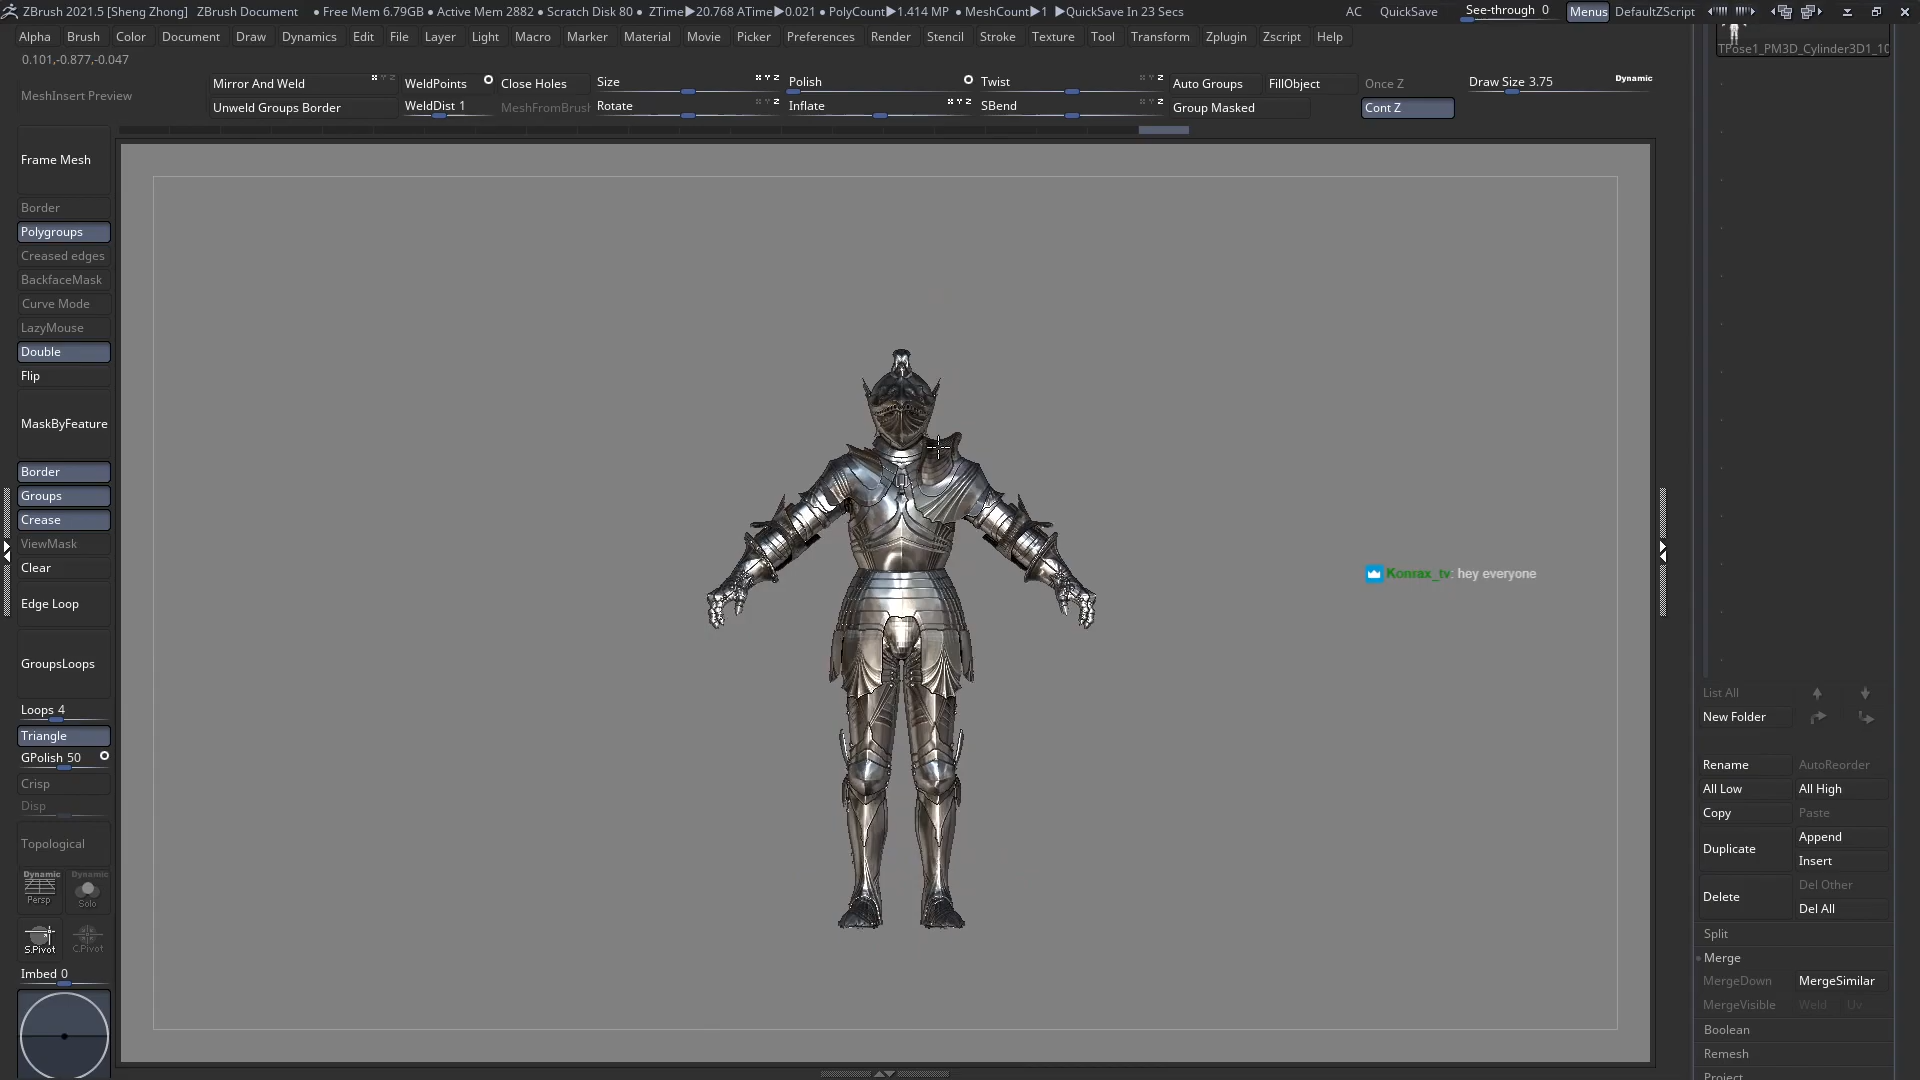 ZBrush 2021.5 [Sheng Zhong] ZBrush Document • Free Mem 6.79GB • Active Mem 2882 • Scratch Disk 80 • ZTime▶20.768 ATime▶0.021 • PolyCount▶1.414 MP • MeshCount▶1 ▶QuickSave In 23 Secs AC QuickSave See-through 0 Menus DefaultZScript
Alpha Brush Color Document Draw Dynamics Edit File Layer Light Macro Marker Material Movie Picker Preferences Render Stencil Stroke Texture Tool Transform Zplugin Zscript Help
TPose1_PM3D_Cylinder3D1_10
0.101,-0.877,-0.047
MeshInsert Preview
Mirror And Weld WeldPoints Close Holes Size Polish Twist Auto Groups FillObject Once Z Draw Size 3.75 Dynamic
Unweld Groups Border WeldDist 1 MeshFromBrush Rotate Inflate SBend Group Masked Cont Z
Frame Mesh
Border
Polygroups
Creased edges
BackfaceMask
Curve Mode
LazyMouse
Double
Flip
MaskByFeature
Border
Groups
Crease
ViewMask
Clear
Edge Loop
GroupsLoops
Loops 4
Triangle
GPolish 50
Crisp
Disp
Topological
Dynamic Dynamic
Persp Solo
S.Pivot C.Pivot
Imbed 0
Konrax_tv: hey everyone
List All
New Folder
Rename AutoReorder
All Low All High
Copy Paste
Duplicate Append
Insert
Delete Del Other
Del All
Split
Merge
MergeDown MergeSimilar
MergeVisible Weld Uv
Boolean
Remesh
Project